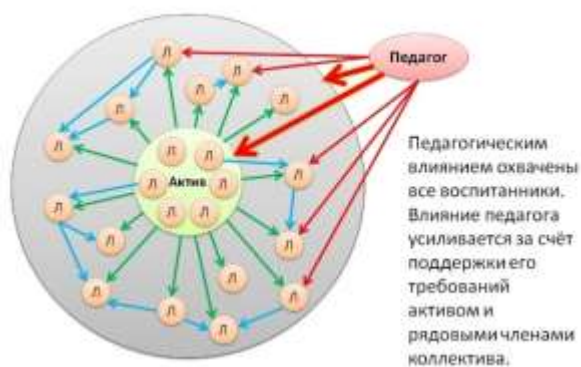 Л
Педагог
Л
Л
Л
Л
Л
Л
Л
Л
Л
Актив
Л
Л
Л
Л
Л
Л
Л
Л
Л
Л
Л
Л
Педагогическим
влиянием охвачены
все воспитанники.
Влияние педагога
усиливается за счёт
поддержки его
требований
активом и
рядовыми членами
коллектива.